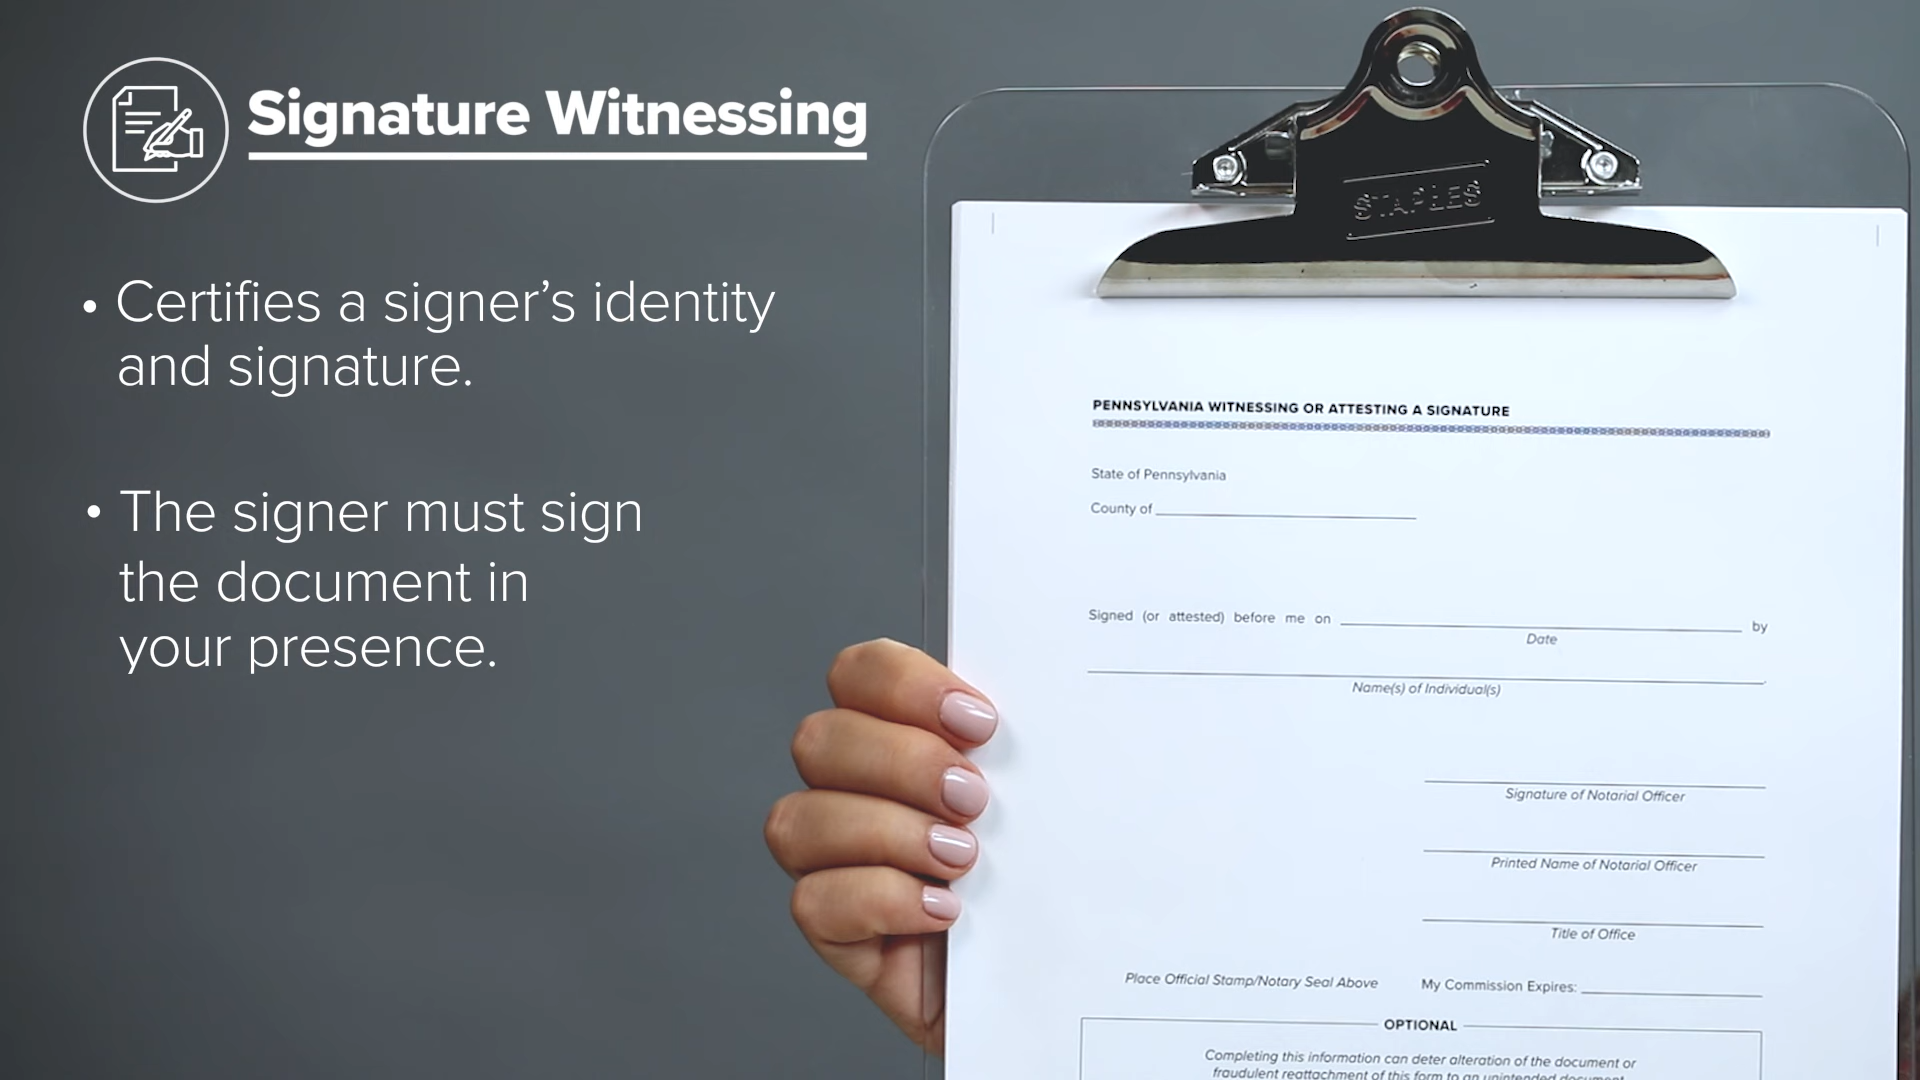 Signature Witnessing
• Certifies a signer’s identity
and signature.
• The signer must sign
the document in
your presence.
STAPLES
PENNSYLVANIA WITNESSING OR ATTESTING A SIGNATURE
State of Pennsylvania
County of
Signed (or attested) before me on by
Date
Name(s) of Individual(s)
Signature of Notarial Officer
Printed Name of Notarial Officer
Title of Office
Place Official Stamp/Notary Seal Above My Commission Expires:
OPTIONAL
Completing this information can deter alteration of the document or
fraudulent reattachment of this form to an unintended document.